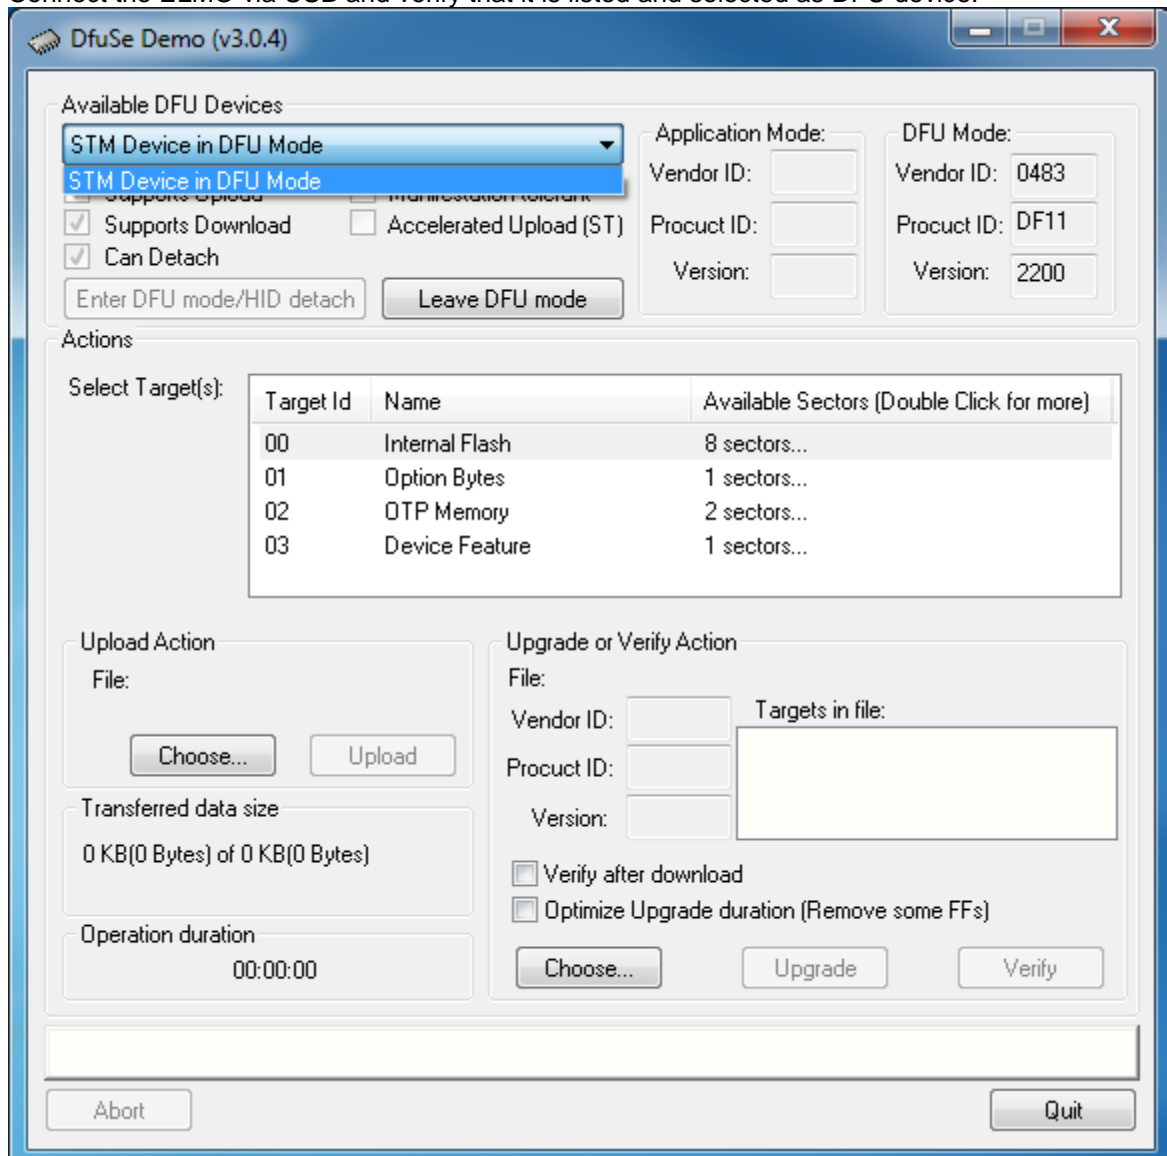 DfuSe Demo (v3.0.4)
Available DFU Devices
STM Device in DFU Mode
STM Device in DFU Mode
Supports Upload Manifestation tolerant
Supports Download Accelerated Upload (ST)
Can Detach
Enter DFU mode/HID detach Leave DFU mode
Application Mode:
Vendor ID:
Procuct ID:
Version:
DFU Mode:
Vendor ID: 0483
Procuct ID: DF11
Version: 2200
Actions
Select Target(s):
Target Id Name Available Sectors (Double Click for more)
00 Internal Flash 8 sectors...
01 Option Bytes 1 sectors...
02 OTP Memory 2 sectors...
03 Device Feature 1 sectors...
Upload Action
File:
Choose... Upload
Transferred data size
0 KB(0 Bytes) of 0 KB(0 Bytes)
Operation duration
00:00:00
Upgrade or Verify Action
File:
Vendor ID:
Procuct ID:
Version:
Targets in file:
Verify after download
Optimize Upgrade duration (Remove some FFs)
Choose... Upgrade Verify
Abort Quit